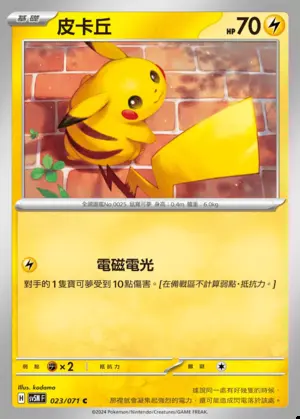 基礎 皮卡丘 HP 70
全國圖鑑No.0025 鼠寶可夢 身高：0.4m 體重：6.0kg
電磁電光
對手的1隻寶可夢受到10點傷害。[在備戰區不計算弱點・抵抗力。]
弱點 ×2 抵抗力 撤退
Illus. kodama
H SV5M F 023/071 C
©2024 Pokémon/Nintendo/Creatures/GAME FREAK.